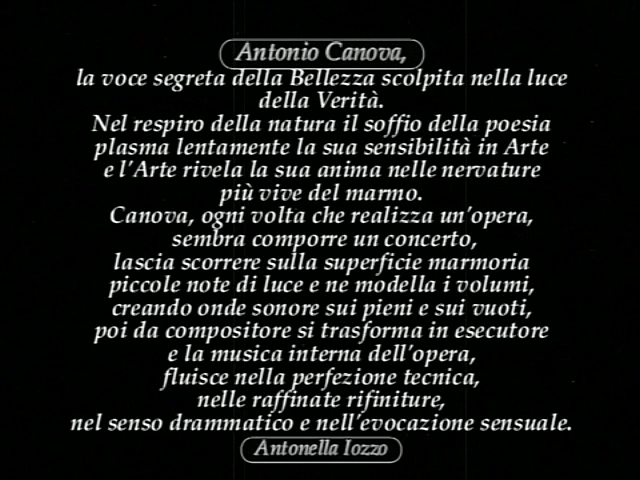 Antonio Canova,
la voce segreta della Bellezza scolpita nella luce
della Verità.
Nel respiro della natura il soffio della poesia
plasma lentamente la sua sensibilità in Arte
e l'Arte rivela la sua anima nelle nervature
più vive del marmo.
Canova, ogni volta che realizza un'opera,
sembra comporre un concerto,
lascia scorrere sulla superficie marmoria
piccole note di luce e ne modella i volumi,
creando onde sonore sui pieni e sui vuoti,
poi da compositore si trasforma in esecutore
e la musica interna dell'opera,
fluisce nella perfezione tecnica,
nelle raffinate rifiniture,
nel senso drammatico e nell'evocazione sensuale.
Antonella Iozzo